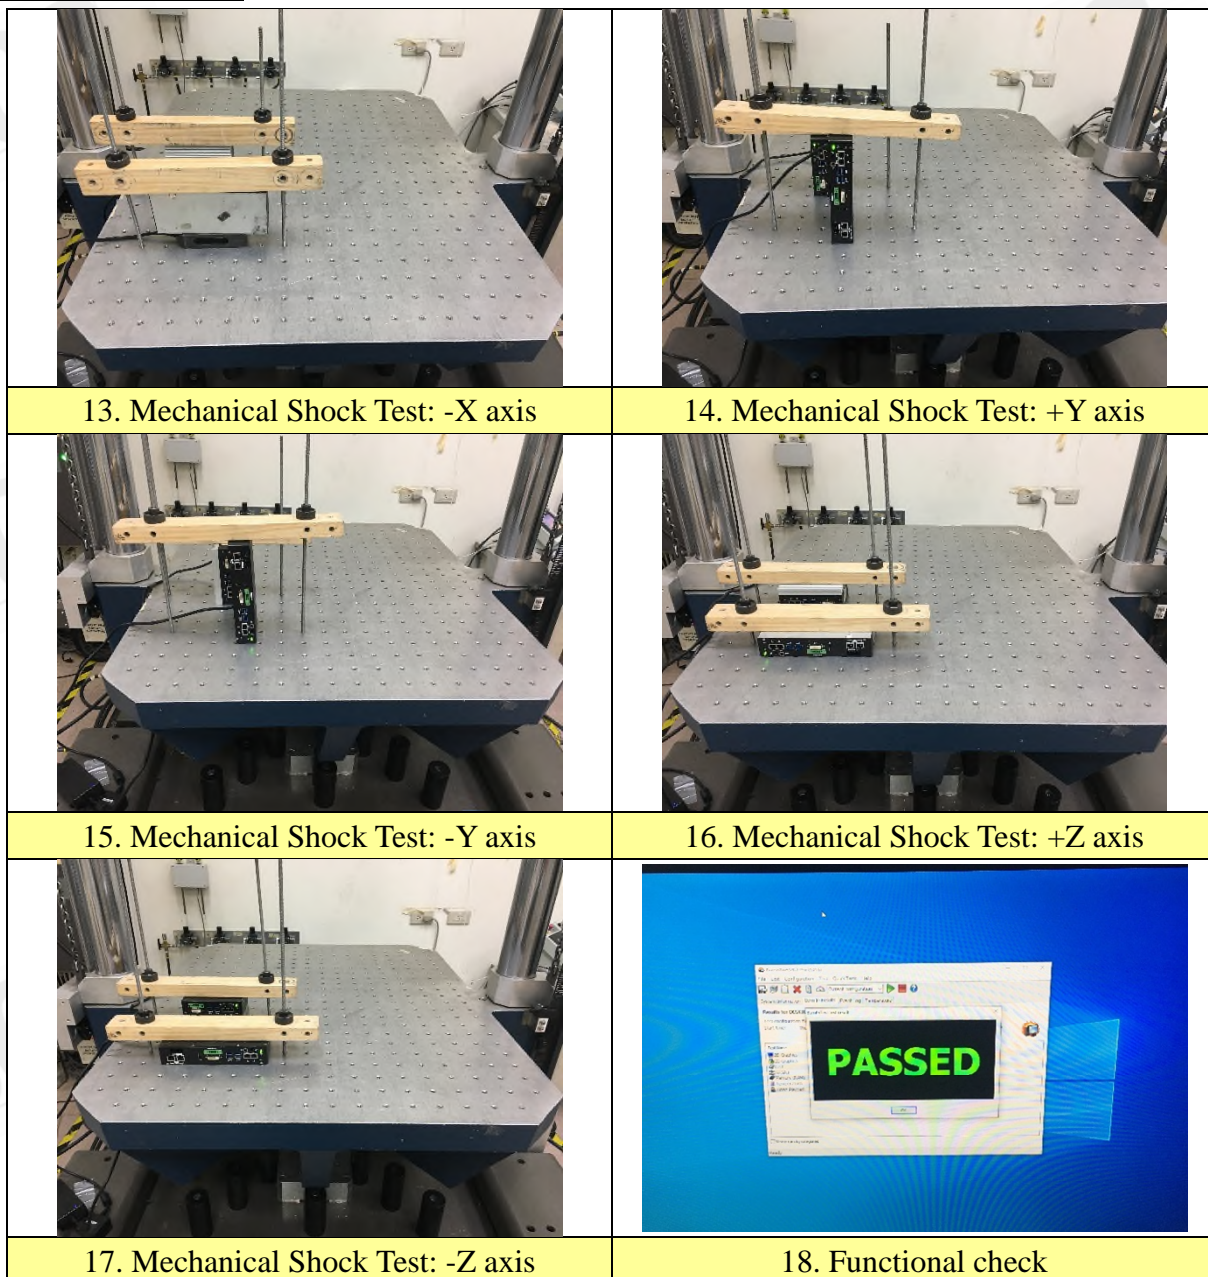 13. Mechanical Shock Test: -X axis
14. Mechanical Shock Test: +Y axis
15. Mechanical Shock Test: -Y axis
16. Mechanical Shock Test: +Z axis
PASSED
17. Mechanical Shock Test: -Z axis
18. Functional check